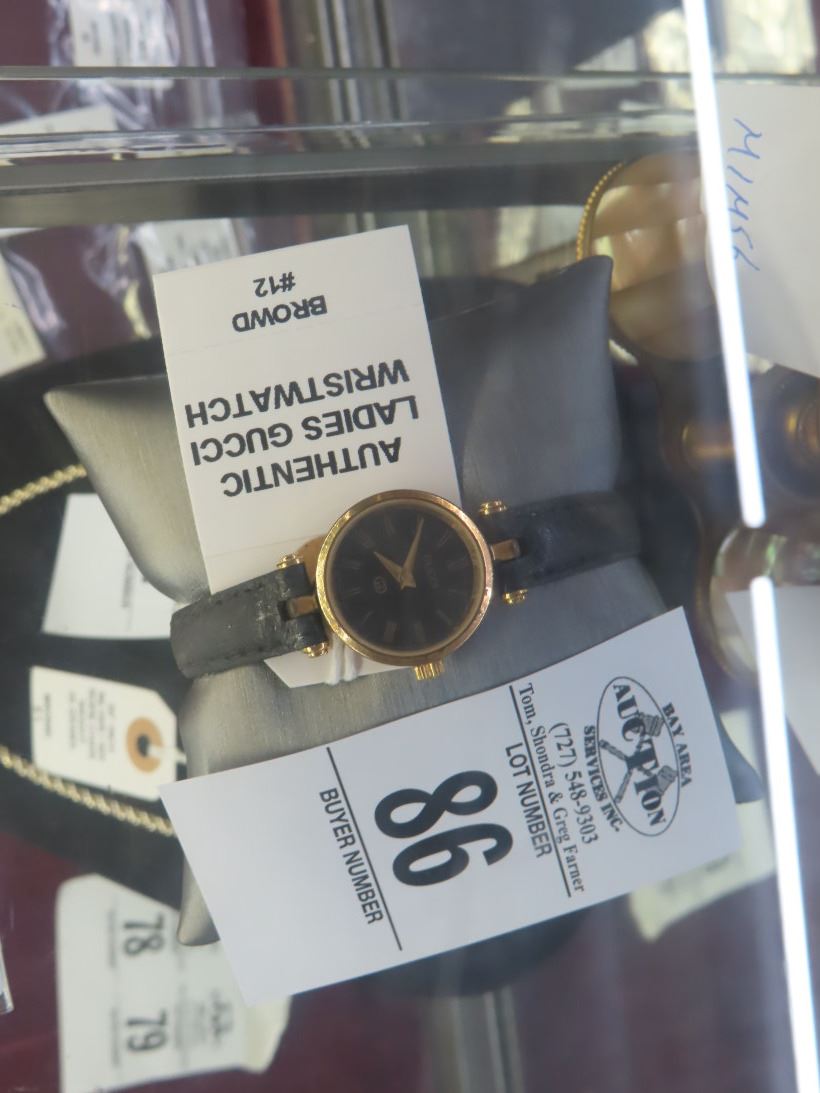 AUTHENTIC
LADIES GUCCI
WRISTWATCH
BROWD
#12
BAY AREA
AUCTION
SERVICES INC.
(727) 548-9303
Tom, Shondra & Greg Farner
LOT NUMBER
86
BUYER NUMBER
78
79
GUCCI